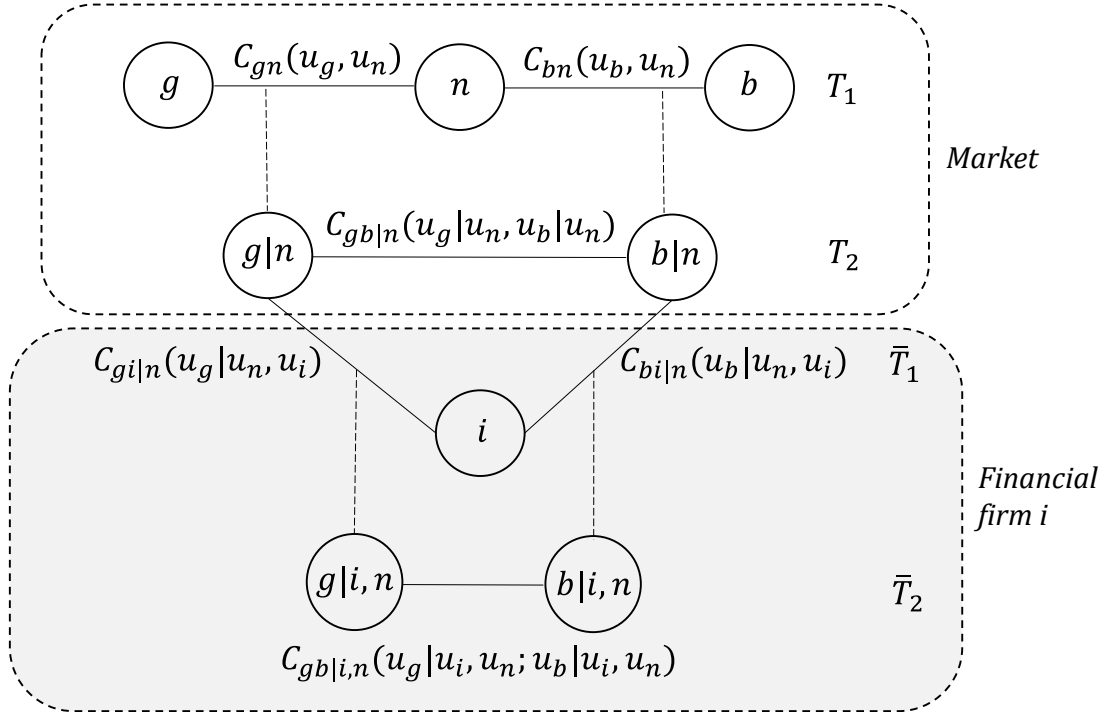 C_{gn}(u_g, u_n)
C_{bn}(u_b, u_n)
g
n
b
T_1
Market
C_{gb|n}(u_g|u_n, u_b|u_n)
g|n
b|n
T_2
C_{gi|n}(u_g|u_n, u_i)
C_{bi|n}(u_b|u_n, u_i)
T̄_1
i
Financial
firm i
g|i, n
b|i, n
T̄_2
C_{gb|i,n}(u_g|u_i, u_n; u_b|u_i, u_n)